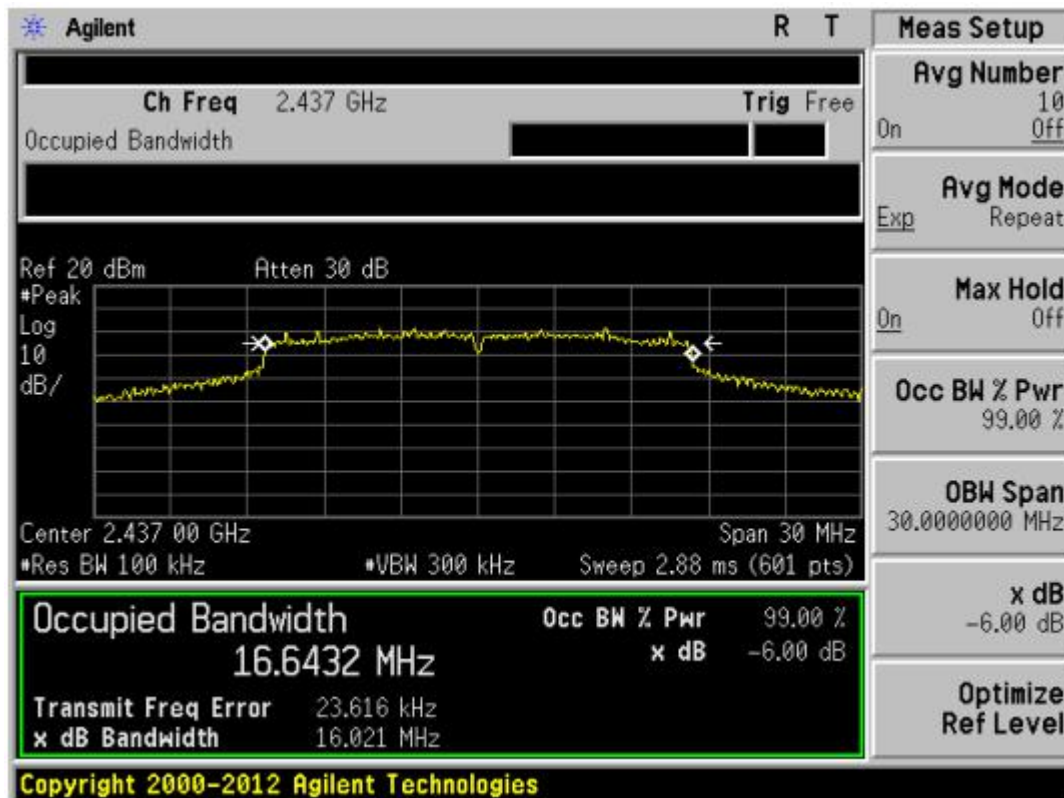 Agilent R T
Ch Freq 2.437 GHz Trig Free
Occupied Bandwidth
Ref 20 dBm Atten 30 dB
#Peak
Log
10
dB/
Center 2.437 00 GHz Span 30 MHz
#Res BW 100 kHz #VBW 300 kHz Sweep 2.88 ms (601 pts)
Occupied Bandwidth Occ BW % Pwr 99.00 %
16.6432 MHz x dB -6.00 dB
Transmit Freq Error 23.616 kHz
x dB Bandwidth 16.021 MHz
Copyright 2000-2012 Agilent Technologies
Meas Setup
Avg Number
10
On Off
Avg Mode
Exp Repeat
Max Hold
On Off
Occ BW % Pwr
99.00 %
OBW Span
30.0000000 MHz
x dB
-6.00 dB
Optimize
Ref Level